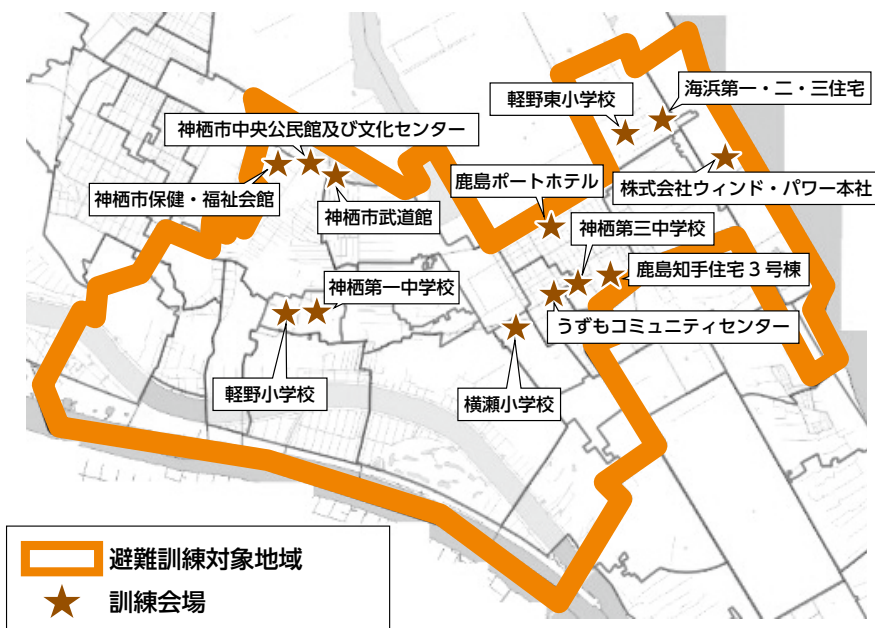 海浜第一・二・三住宅
軽野東小学校
神栖市中央公民館及び文化センター
鹿島ポートホテル
株式会社ウィンド・パワー本社
神栖市保健・福祉会館
神栖市武道館
神栖第三中学校
鹿島知手住宅3号棟
神栖第一中学校
うずもコミュニティセンター
軽野小学校
横瀬小学校
避難訓練対象地域
訓練会場